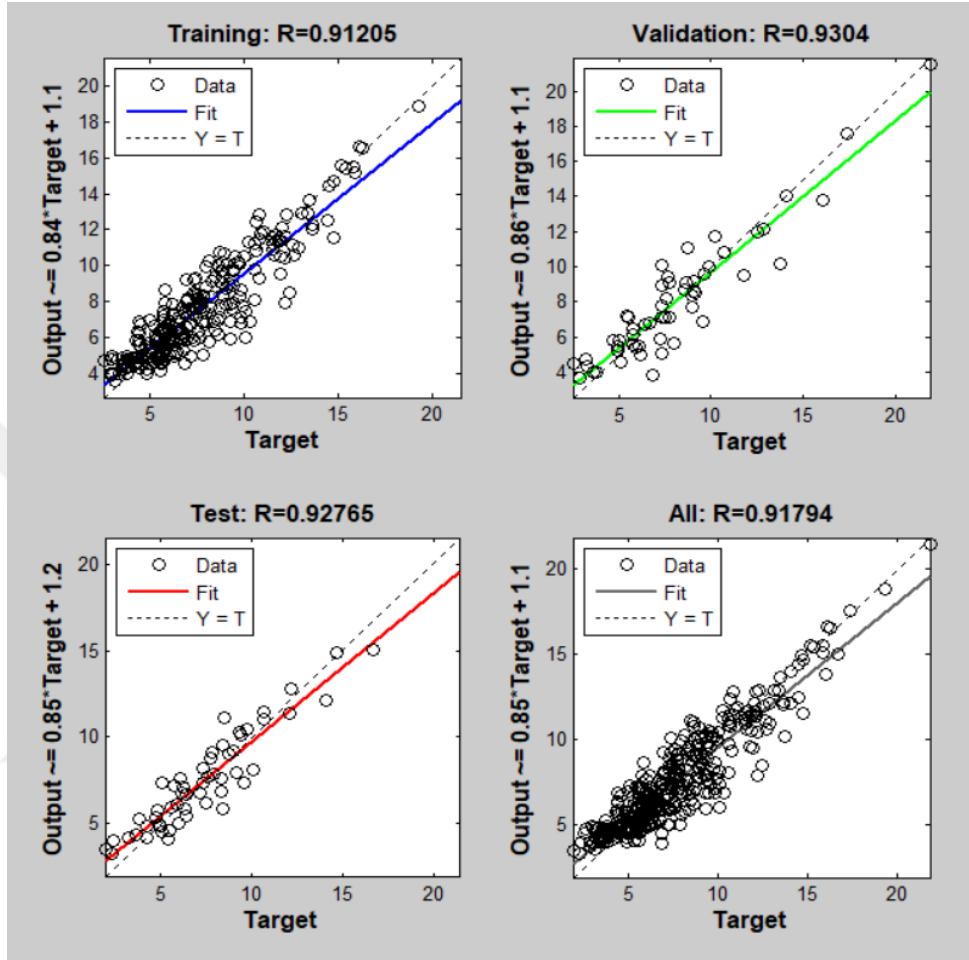 Training: R=0.91205
Output ~= 0.84*Target + 1.1
20
18
16
14
12
10
8
6
4
Data
Fit
Y = T
5
10
15
20
Target
Validation: R=0.9304
Output ~= 0.86*Target + 1.1
20
18
16
14
12
10
8
6
4
Data
Fit
Y = T
5
10
15
20
Target
Test: R=0.92765
Output ~= 0.85*Target + 1.2
20
15
10
5
Data
Fit
Y = T
5
10
15
20
Target
All: R=0.91794
Output ~= 0.85*Target + 1.1
20
15
10
5
Data
Fit
Y = T
5
10
15
20
Target